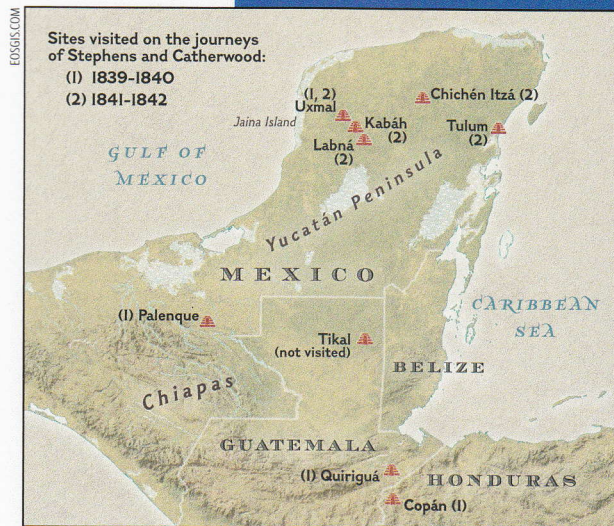 EOSGIS.COM
Sites visited on the journeys
of Stephens and Catherwood:
(1) 1839-1840
(2) 1841-1842
(1, 2)
Uxmal
Chichén Itzá (2)
Jaina Island
Kabáh
(2)
Tulum
(2)
Labná
(2)
GULF OF
MEXICO
Yucatán Peninsula
MEXICO
CARIBBEAN
SEA
(1) Palenque
Tikal
(not visited)
BELIZE
Chiapas
GUATEMALA
(1) Quiriguá
HONDURAS
Copán (1)